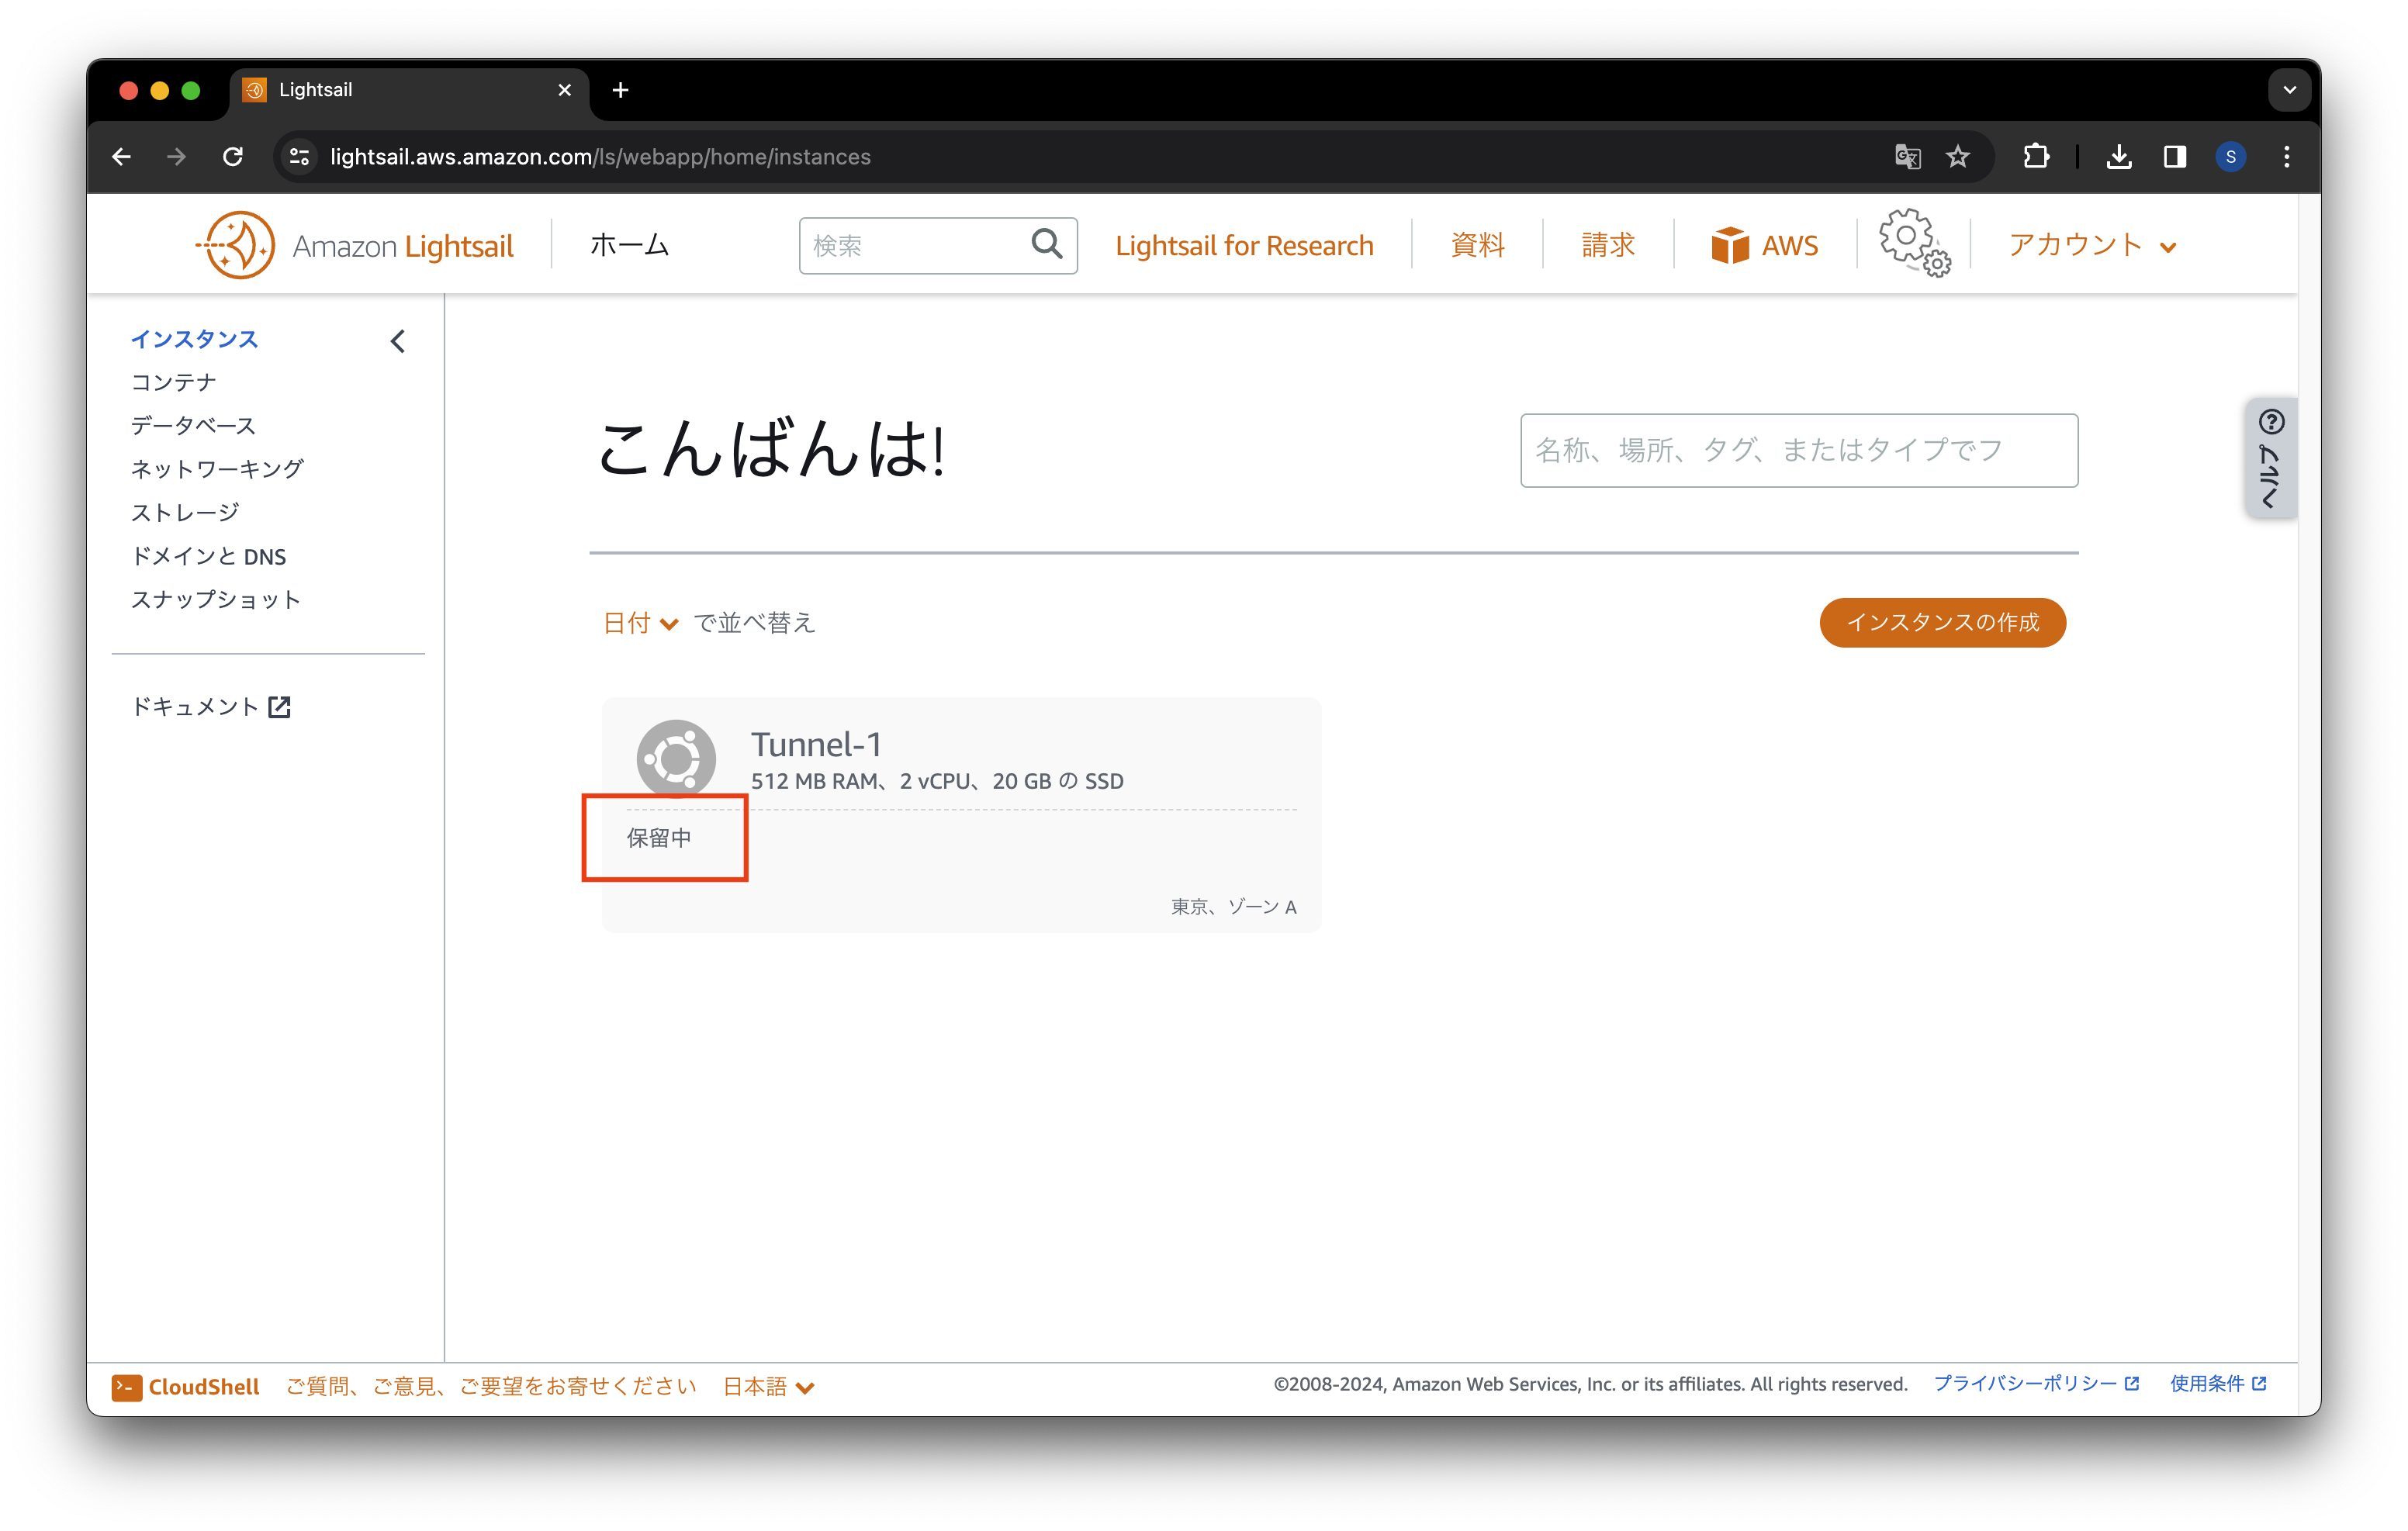 Lightsail
lightsail.aws.amazon.com/ls/webapp/home/instances
S
Amazon Lightsail
ホーム
検索
Lightsail for Research
資料
請求
AWS
アカウント
インスタンス
コンテナ
データベース
ネットワーキング
ストレージ
ドメインと DNS
スナップショット
ドキュメント
こんばんは!
名称、場所、タグ、またはタイプでフ
ヘルプ
日付 で並べ替え
インスタンスの作成
Tunnel-1
512 MB RAM、2 vCPU、20 GB の SSD
保留中
東京、ゾーン A
CloudShell ご質問、ご意見、ご要望をお寄せください 日本語
©2008-2024, Amazon Web Services, Inc. or its affiliates. All rights reserved. プライバシーポリシー 使用条件